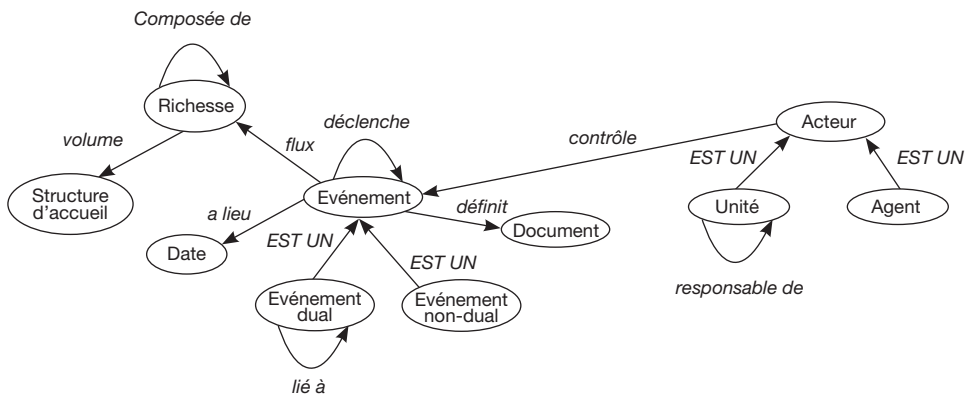 Composée de
Richesse
volume
flux
déclenche
contrôle
Acteur
EST UN
EST UN
Structure
d'accueil
Evénement
a lieu
définit
Unité
Agent
Date
EST UN
Document
EST UN
responsable de
Evénement
dual
Evénement
non-dual
lié à